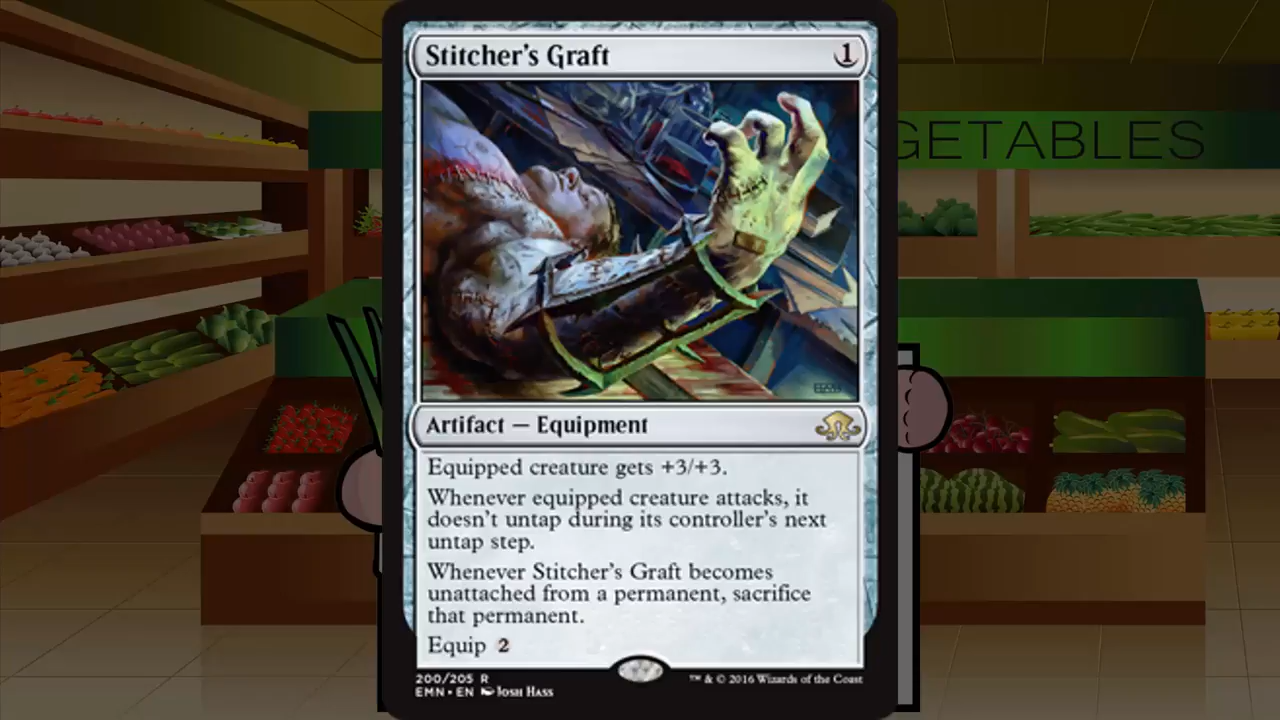 Stitcher's Graft 1
GETABLES
Artifact — Equipment
Equipped creature gets +3/+3.
Whenever equipped creature attacks, it
doesn't untap during its controller's next
untap step.
Whenever Stitcher's Graft becomes
unattached from a permanent, sacrifice
that permanent.
Equip 2
200/205 R
EMN • EN Josh Hass
™ & © 2016 Wizards of the Coast